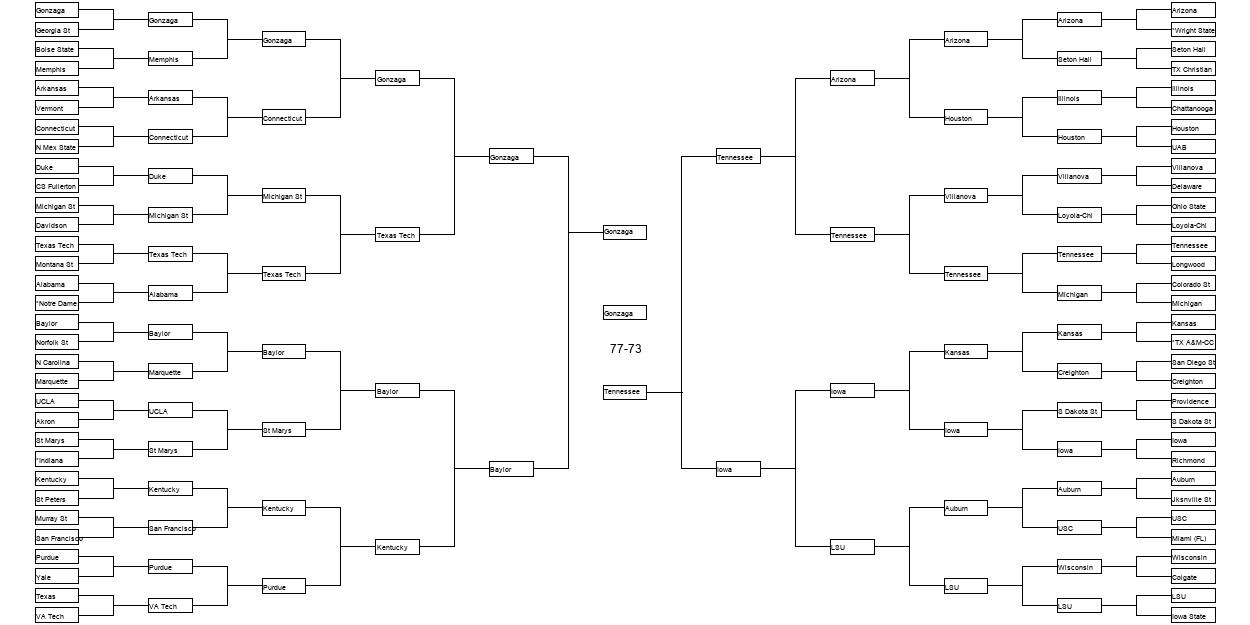 Gonzaga
Georgia St
Boise State
Memphis
Arkansas
Vermont
Connecticut
N Mex State
Duke
CS Fullerton
Michigan St
Davidson
Texas Tech
Montana St
Alabama
*Notre Dame
Baylor
Norfolk St
N Carolina
Marquette
UCLA
Akron
St Marys
*Indiana
Kentucky
St Peters
Murray St
San Francisco
Purdue
Yale
Texas
VA Tech
Gonzaga
Memphis
Arkansas
Connecticut
Duke
Michigan St
Texas Tech
Alabama
Baylor
Marquette
UCLA
St Marys
Kentucky
San Francisco
Purdue
VA Tech
Gonzaga
Connecticut
Michigan St
Texas Tech
Baylor
St Marys
Kentucky
Purdue
Gonzaga
Texas Tech
Baylor
Kentucky
Gonzaga
Baylor
Gonzaga
Gonzaga
77-73
Tennessee
Tennessee
Iowa
Arizona
Tennessee
Iowa
LSU
Arizona
Houston
Villanova
Tennessee
Kansas
Iowa
Auburn
LSU
Arizona
Seton Hall
Illinois
Houston
Villanova
Loyola-Chi
Tennessee
Michigan
Kansas
Creighton
S Dakota St
Iowa
Auburn
USC
Wisconsin
LSU
Arizona
*Wright State
Seton Hall
TX Christian
Illinois
Chattanooga
Houston
UAB
Villanova
Delaware
Ohio State
Loyola-Chi
Tennessee
Longwood
Colorado St
Michigan
Kansas
*TX A&M-CC
San Diego St
Creighton
Providence
S Dakota St
Iowa
Richmond
Auburn
Jksnville St
USC
Miami (FL)
Wisconsin
Colgate
LSU
Iowa State